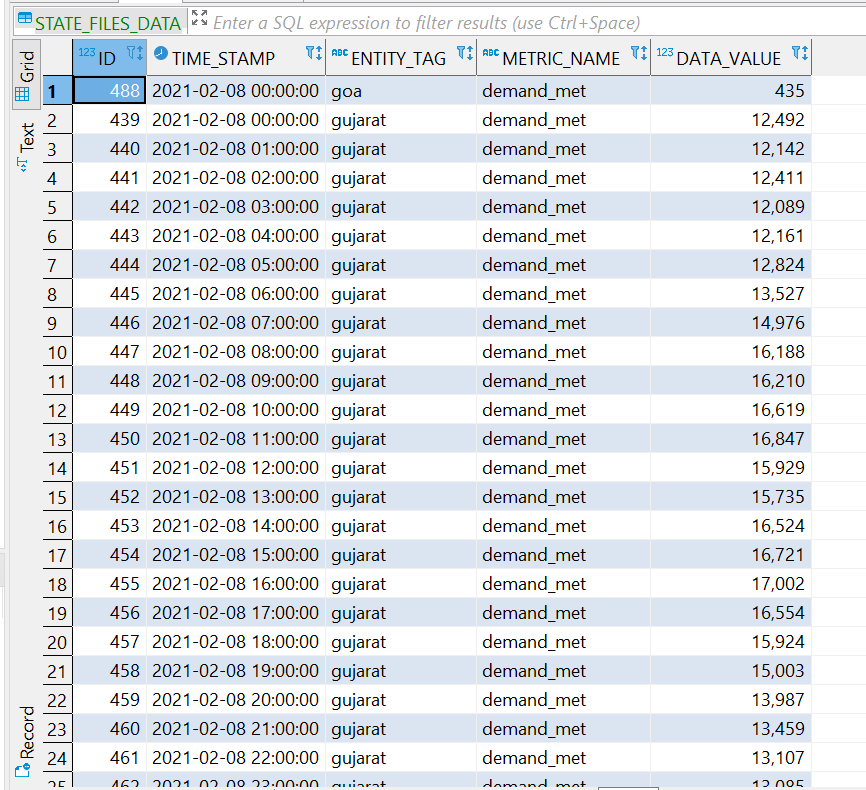 STATE_FILES_DATA Enter a SQL expression to filter results (use Ctrl+Space)
Grid
Text
Record
123 ID ABC ENTITY_TAG ABC METRIC_NAME 123 DATA_VALUE TIME_STAMP
1 488 2021-02-08 00:00:00 goa demand_met 435
2 439 2021-02-08 00:00:00 gujarat demand_met 12,492
3 440 2021-02-08 01:00:00 gujarat demand_met 12,142
4 441 2021-02-08 02:00:00 gujarat demand_met 12,411
5 442 2021-02-08 03:00:00 gujarat demand_met 12,089
6 443 2021-02-08 04:00:00 gujarat demand_met 12,161
7 444 2021-02-08 05:00:00 gujarat demand_met 12,824
8 445 2021-02-08 06:00:00 gujarat demand_met 13,527
9 446 2021-02-08 07:00:00 gujarat demand_met 14,976
10 447 2021-02-08 08:00:00 gujarat demand_met 16,188
11 448 2021-02-08 09:00:00 gujarat demand_met 16,210
12 449 2021-02-08 10:00:00 gujarat demand_met 16,619
13 450 2021-02-08 11:00:00 gujarat demand_met 16,847
14 451 2021-02-08 12:00:00 gujarat demand_met 15,929
15 452 2021-02-08 13:00:00 gujarat demand_met 15,735
16 453 2021-02-08 14:00:00 gujarat demand_met 16,524
17 454 2021-02-08 15:00:00 gujarat demand_met 16,721
18 455 2021-02-08 16:00:00 gujarat demand_met 17,002
19 456 2021-02-08 17:00:00 gujarat demand_met 16,554
20 457 2021-02-08 18:00:00 gujarat demand_met 15,924
21 458 2021-02-08 19:00:00 gujarat demand_met 15,003
22 459 2021-02-08 20:00:00 gujarat demand_met 13,987
23 460 2021-02-08 21:00:00 gujarat demand_met 13,459
24 461 2021-02-08 22:00:00 gujarat demand_met 13,107
25 462 2021-02-08 23:00:00 gujarat demand_met 13,085